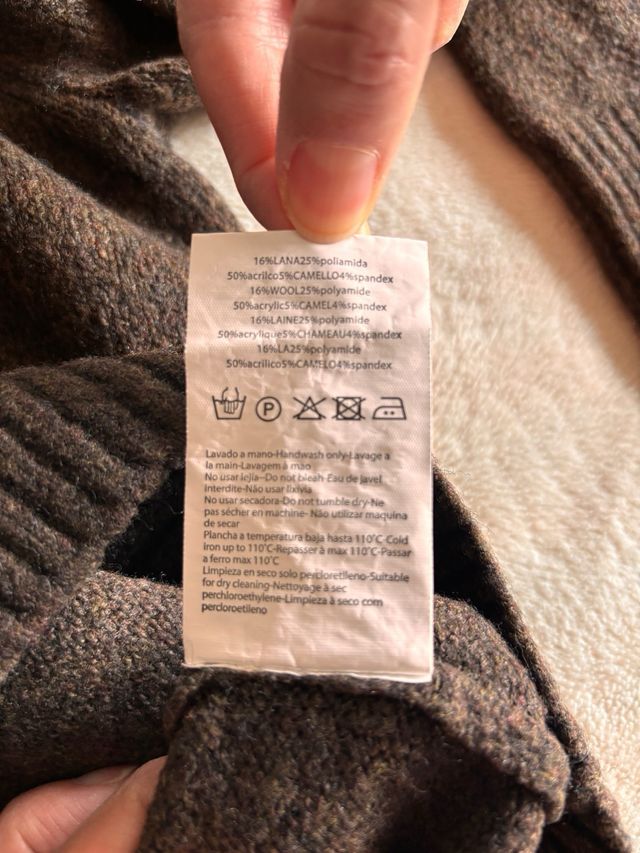 16%LANA25%poliamida
50%acrilco5%CAMELLO4%spandex
16%WOOL25%polyamide
50%acrylic5%CAMEL4%spandex
16%LAINE25%polyamide
50%acrylique5%CHAMEAU4%spandex
16%LA25%polyamide
50%acrilico5%CAMELO4%spandex
P
Lavado a mano-Handwash only-Lavage a
la main-Lavagem à mao
No usar lejía--Do not bleah-Eau de javel
interdite-Não usar lixivia
No usar secadora-Do not tumble dry-Ne
pas sécher en machine- Não utilizar maquina
de secar
Plancha a temperatura baja hasta 110°C-Cold
iron up to 110°C-Repasser à max 110°C-Passar
a ferro max 110°C
Limpieza en seco solo percloretileno-Suitable
for dry cleaning-Nettoyage à sec
perchloroethylene-Limpieza à seco com
percloroetileno